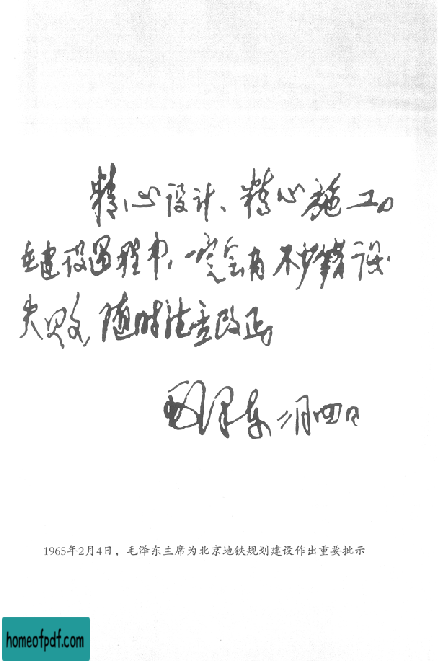 精心设计、精心施工。
在建设过程中，一定会有不少错误
失败，随时注意改正。
毛泽东 二月四日
1965年2月4日，毛泽东主席为北京地铁规划建设作出重要批示
homeofpdf.com